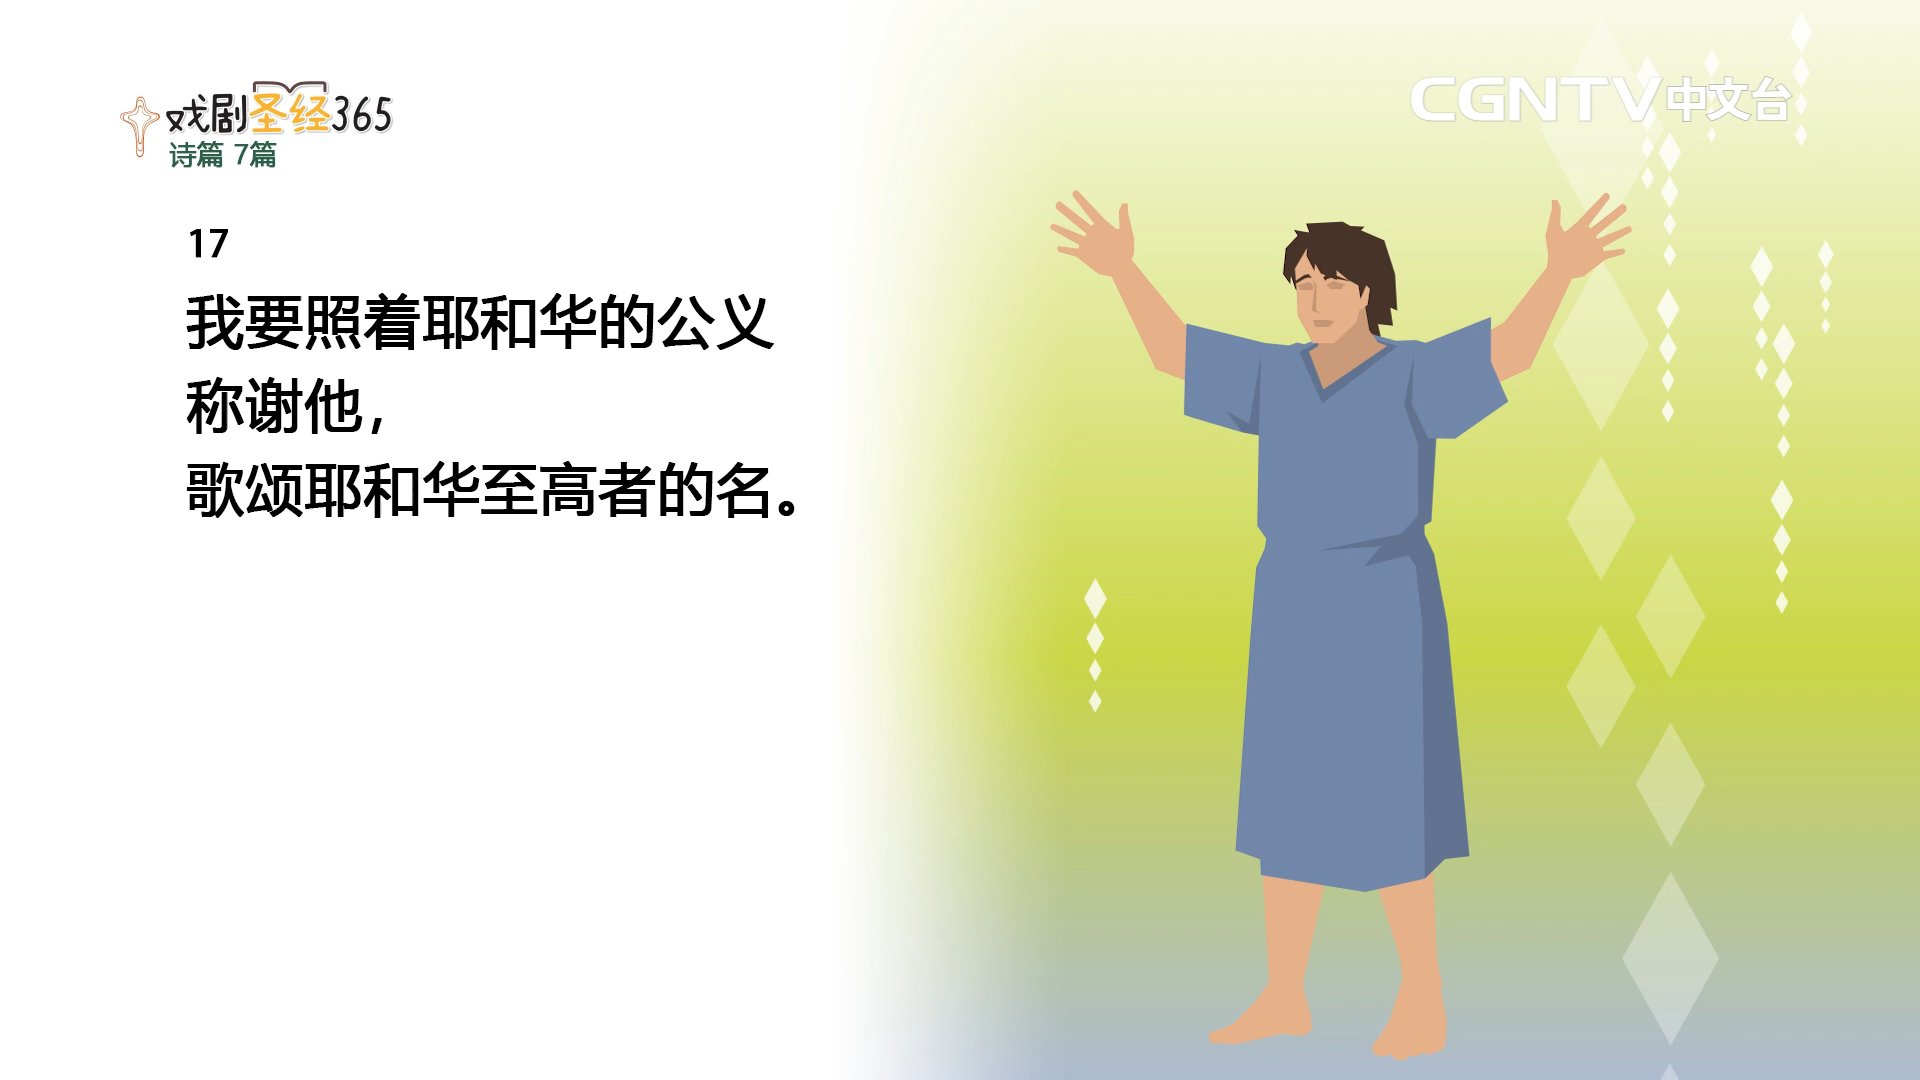 戏剧圣经365
诗篇 7篇
CGNTV中文台
17
我要照着耶和华的公义
称谢他，
歌颂耶和华至高者的名。